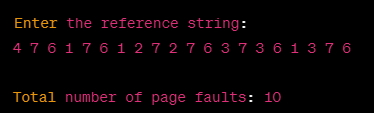 Enter the reference string:
4 7 6 1 7 6 1 2 7 2 7 6 3 7 3 6 1 3 7 6
Total number of page faults: 10